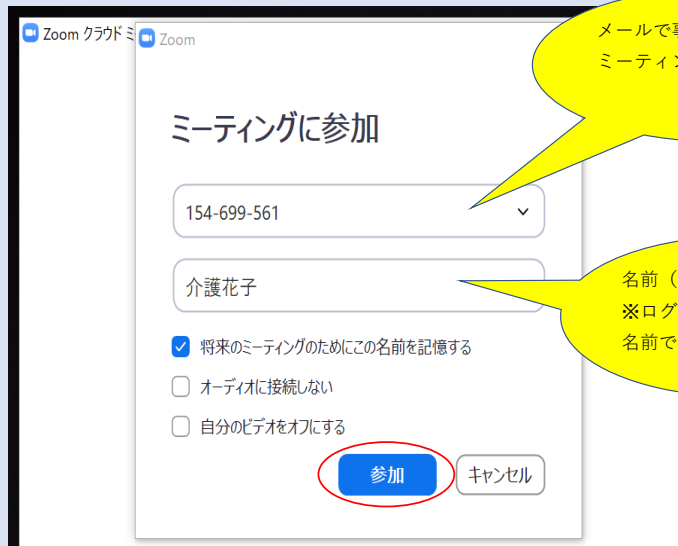 Zoom クラウド ミ
Zoom
メールで事
ミーティン
ミーティングに参加
154-699-561
介護花子
名前（
※ログ
名前で
将来のミーティングのためにこの名前を記憶する
オーディオに接続しない
自分のビデオをオフにする
参加
キャンセル